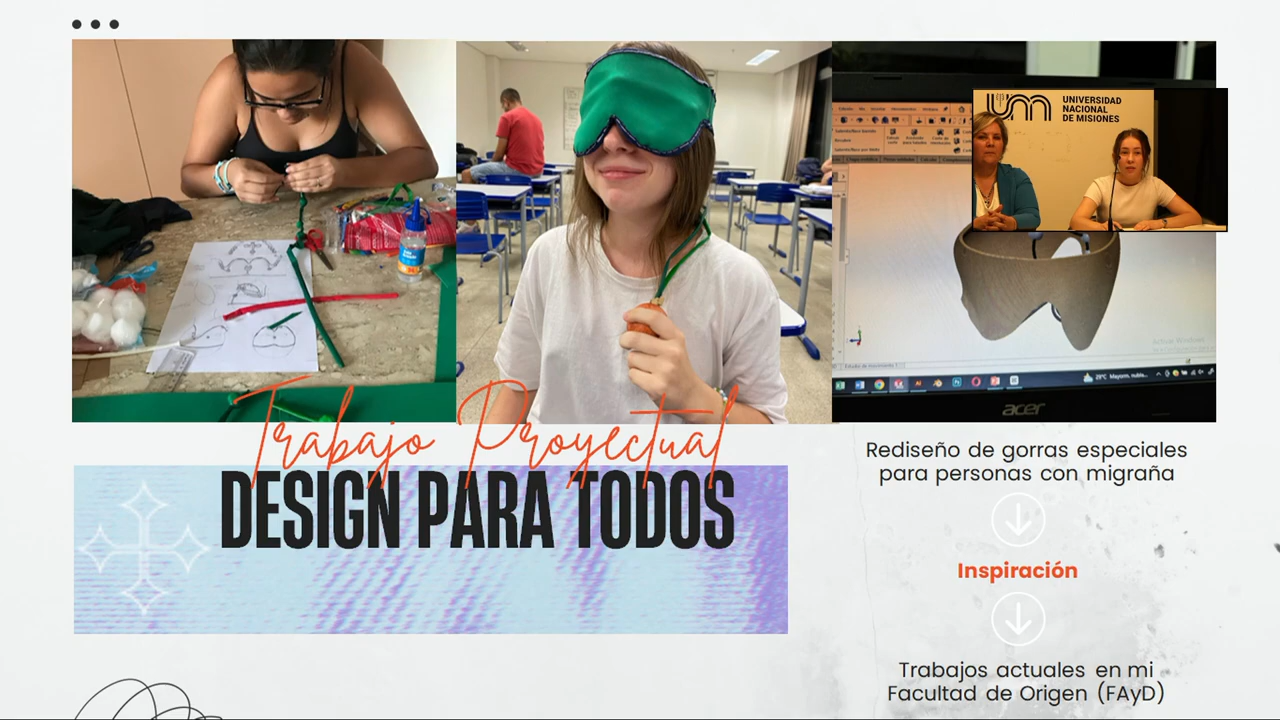 UNIVERSIDAD
NACIONAL
DE MISIONES
acer
Trabajo Proyectual
DESIGN PARA TODOS
Rediseño de gorras especiales
para personas con migraña
Inspiración
Trabajos actuales en mi
Facultad de Origen (FAyD)